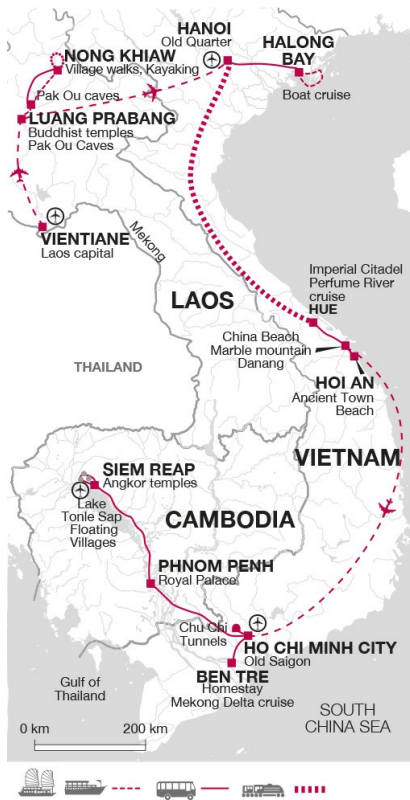 HANOI
Old Quarter
HALONG
BAY
Boat cruise
NONG KHIAW
Village walks, Kayaking
Pak Ou caves
LUANG PRABANG
Buddhist temples
Pak Ou Caves
VIENTIANE
Laos capital
Mekong
LAOS
Imperial Citadel
Perfume River
cruise
HUE
China Beach
Marble mountain
Danang
THAILAND
HOI AN
Ancient Town
Beach
VIETNAM
SIEM REAP
Angkor temples
Lake
Tonle Sap
Floating
Villages
CAMBODIA
PHNOM PENH
Royal Palace
Chu Chi
Tunnels
HO CHI MINH CITY
Old Saigon
BEN TRE
Homestay
Mekong Delta cruise
Gulf of
Thailand
SOUTH
CHINA SEA
0 km
200 km